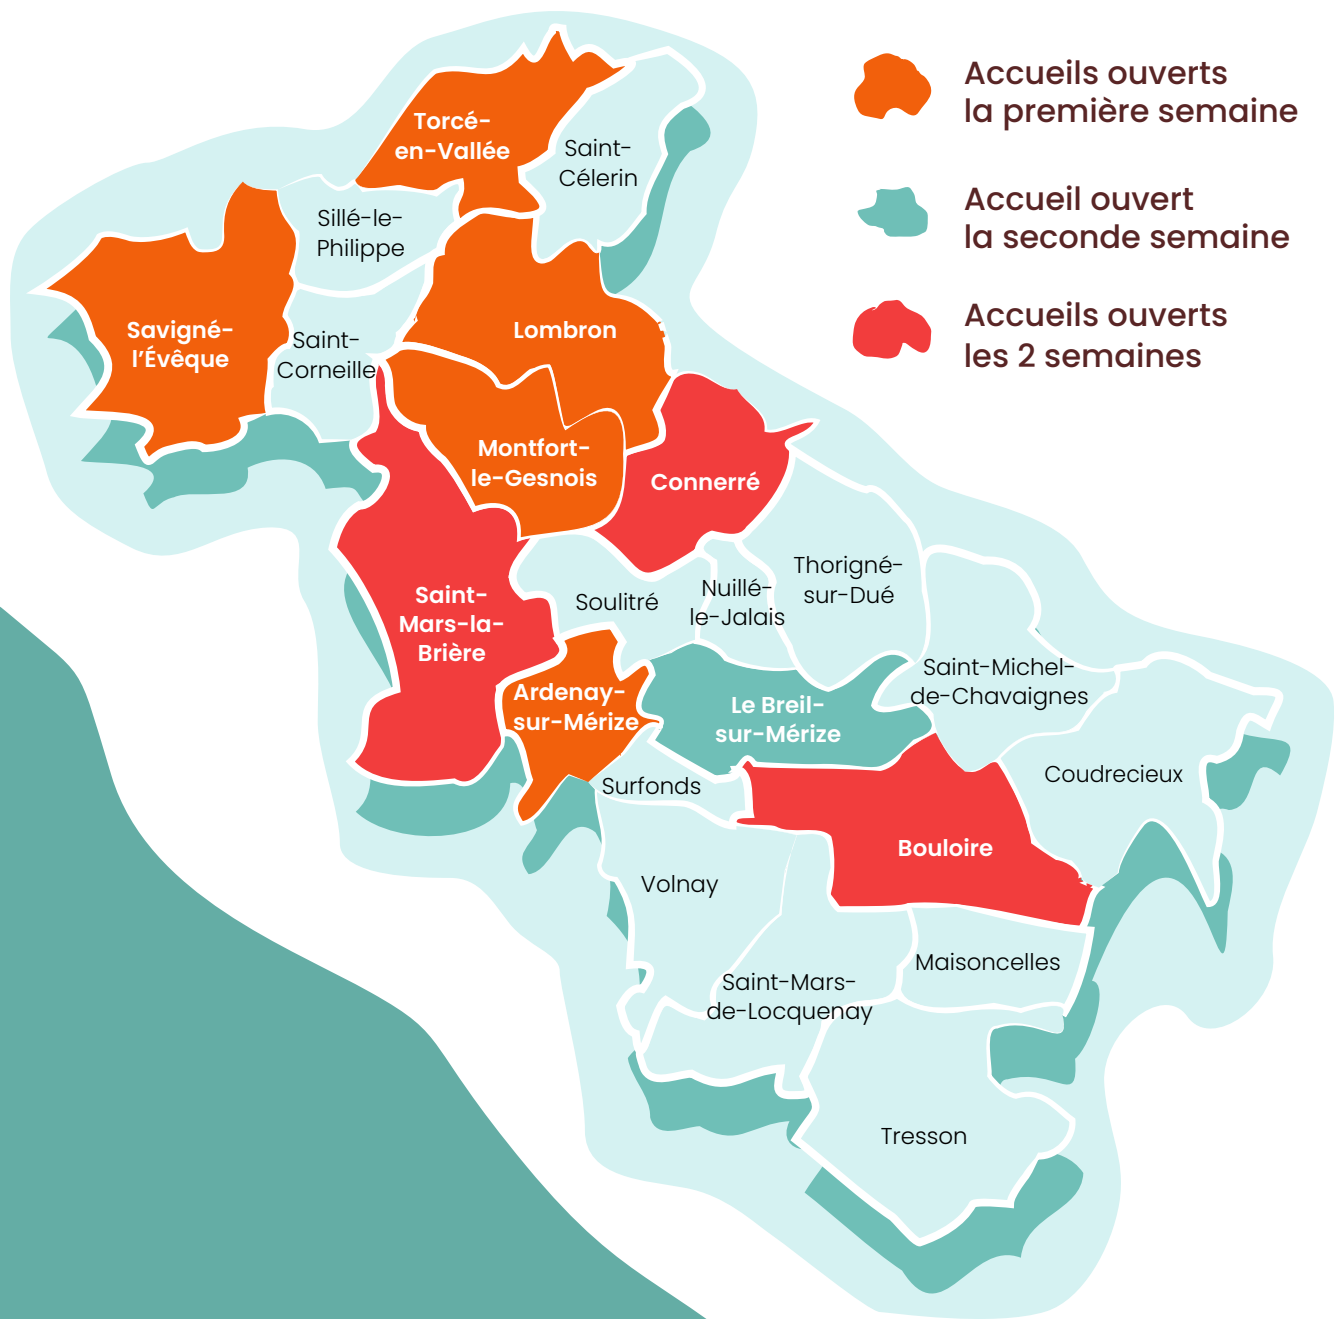 Accueils ouverts
la première semaine
Accueil ouvert
la seconde semaine
Accueils ouverts
les 2 semaines
Torcé-
en-Vallée
Saint-
Célerin
Sillé-le-
Philippe
Savigné-
l'Évêque
Saint-
Corneille
Lombron
Montfort-
le-Gesnois
Connerré
Saint-
Mars-la-
Brière
Soulitré
Nuillé-
le-Jalais
Thorigné-
sur-Dué
Ardenay-
sur-Mérize
Le Breil-
sur-Mérize
Saint-Michel-
de-Chavaignes
Surfonds
Coudrecieux
Bouloire
Volnay
Maisoncelles
Saint-Mars-
de-Locquenay
Tresson